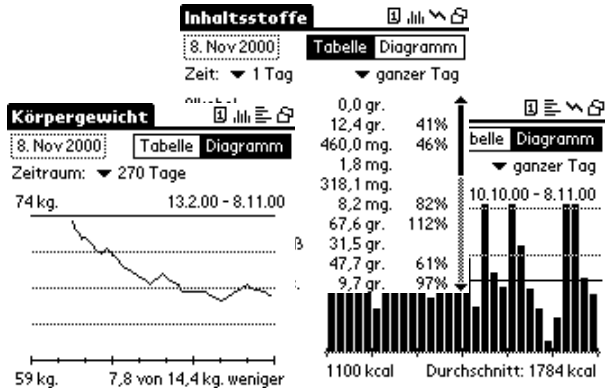 Inhaltsstoffe
8. Nov 2000 Tabelle Diagramm
Zeit: 1 Tag ganzer Tag
0,0 gr.
12,4 gr. 41%
460,0 mg. 46%
1,8 mg.
318,1 mg.
8,2 mg. 82%
67,6 gr. 112%
31,5 gr.
47,7 gr. 61%
9,7 gr. 97%
Körpergewicht
8. Nov 2000 Tabelle Diagramm
Zeitraum: 270 Tage
74 kg. 13.2.00 - 8.11.00
59 kg. 7,8 von 14,4 kg. weniger
belle Diagramm
ganzer Tag
10.10.00 - 8.11.00
1100 kcal Durchschnitt: 1784 kcal